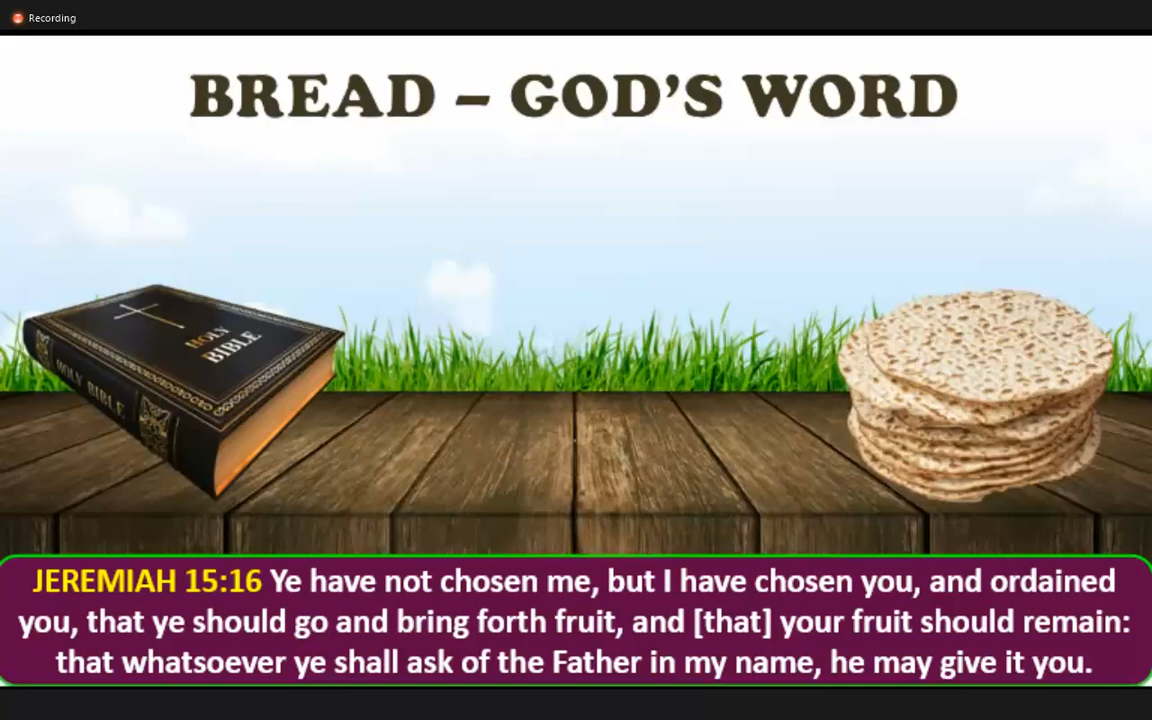 Recording
BREAD – GOD'S WORD
HOLY
BIBLE
HOLY BIBLE
JEREMIAH 15:16 Ye have not chosen me, but I have chosen you, and ordained
you, that ye should go and bring forth fruit, and [that] your fruit should remain:
that whatsoever ye shall ask of the Father in my name, he may give it you.